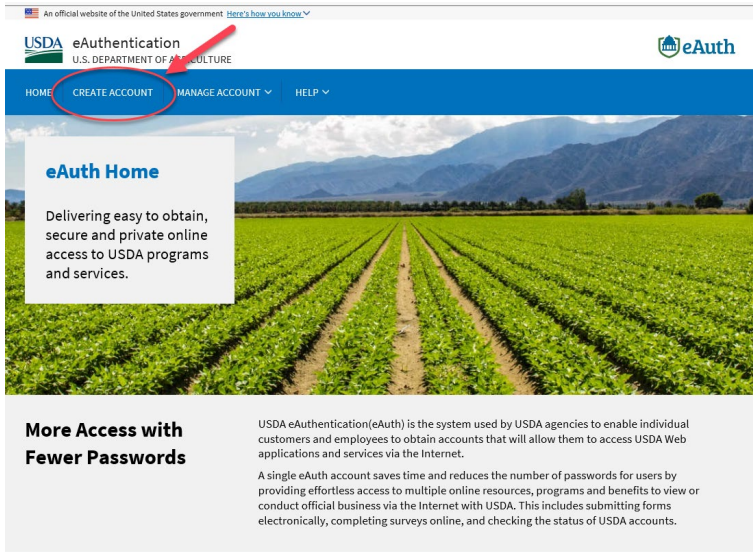 An official website of the United States government Here's how you know
USDA eAuthentication
U.S. DEPARTMENT OF AGRICULTURE
eAuth
HOME CREATE ACCOUNT MANAGE ACCOUNT HELP
eAuth Home
Delivering easy to obtain,
secure and private online
access to USDA programs
and services.
More Access with
Fewer Passwords
USDA eAuthentication(eAuth) is the system used by USDA agencies to enable individual
customers and employees to obtain accounts that will allow them to access USDA Web
applications and services via the Internet.
A single eAuth account saves time and reduces the number of passwords for users by
providing effortless access to multiple online resources, programs and benefits to view or
conduct official business via the Internet with USDA. This includes submitting forms
electronically, completing surveys online, and checking the status of USDA accounts.